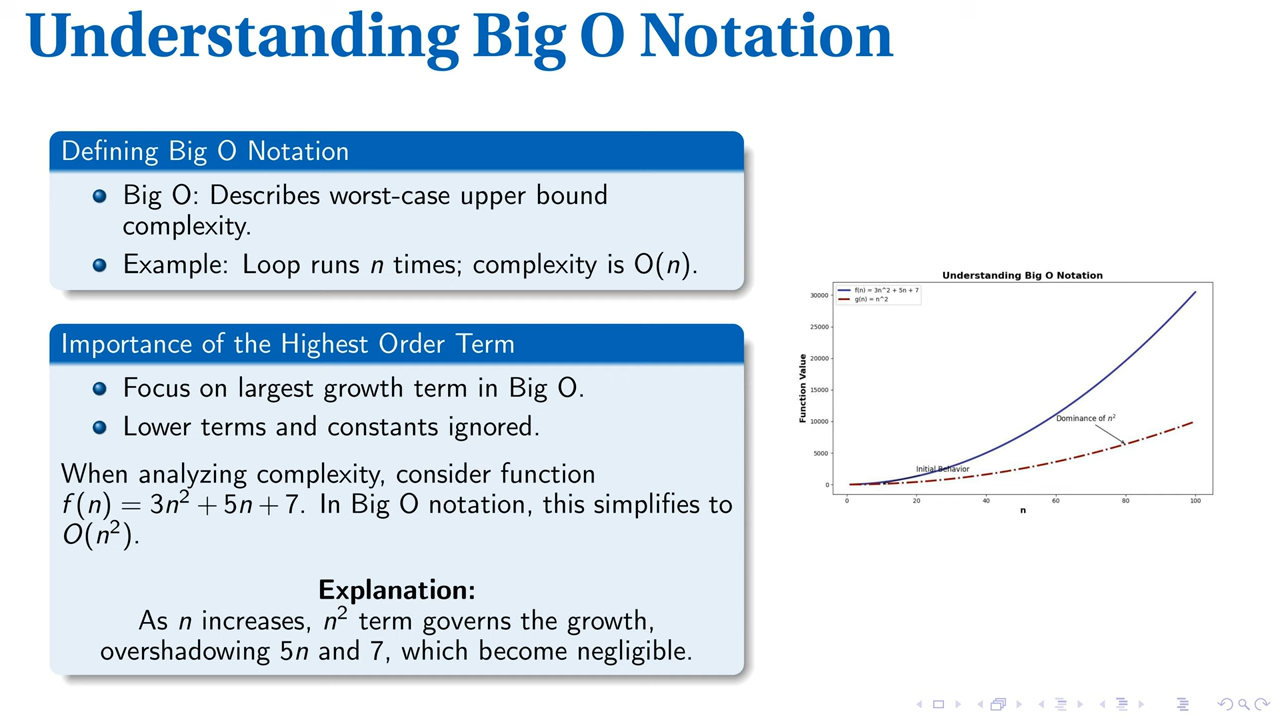 Understanding Big O Notation
Defining Big O Notation
Big O: Describes worst-case upper bound
complexity.
Example: Loop runs n times; complexity is O(n).
Importance of the Highest Order Term
Focus on largest growth term in Big O.
Lower terms and constants ignored.
When analyzing complexity, consider function
f(n) = 3n² + 5n + 7. In Big O notation, this simplifies to
O(n²).
Explanation:
As n increases, n² term governs the growth,
overshadowing 5n and 7, which become negligible.
Understanding Big O Notation
f(n) = 3n^2 + 5n + 7
g(n) = n^2
Function Value
30000
25000
20000
15000
10000
5000
0
Dominance of n²
Initial Behavior
0 20 40 60 80 100
n